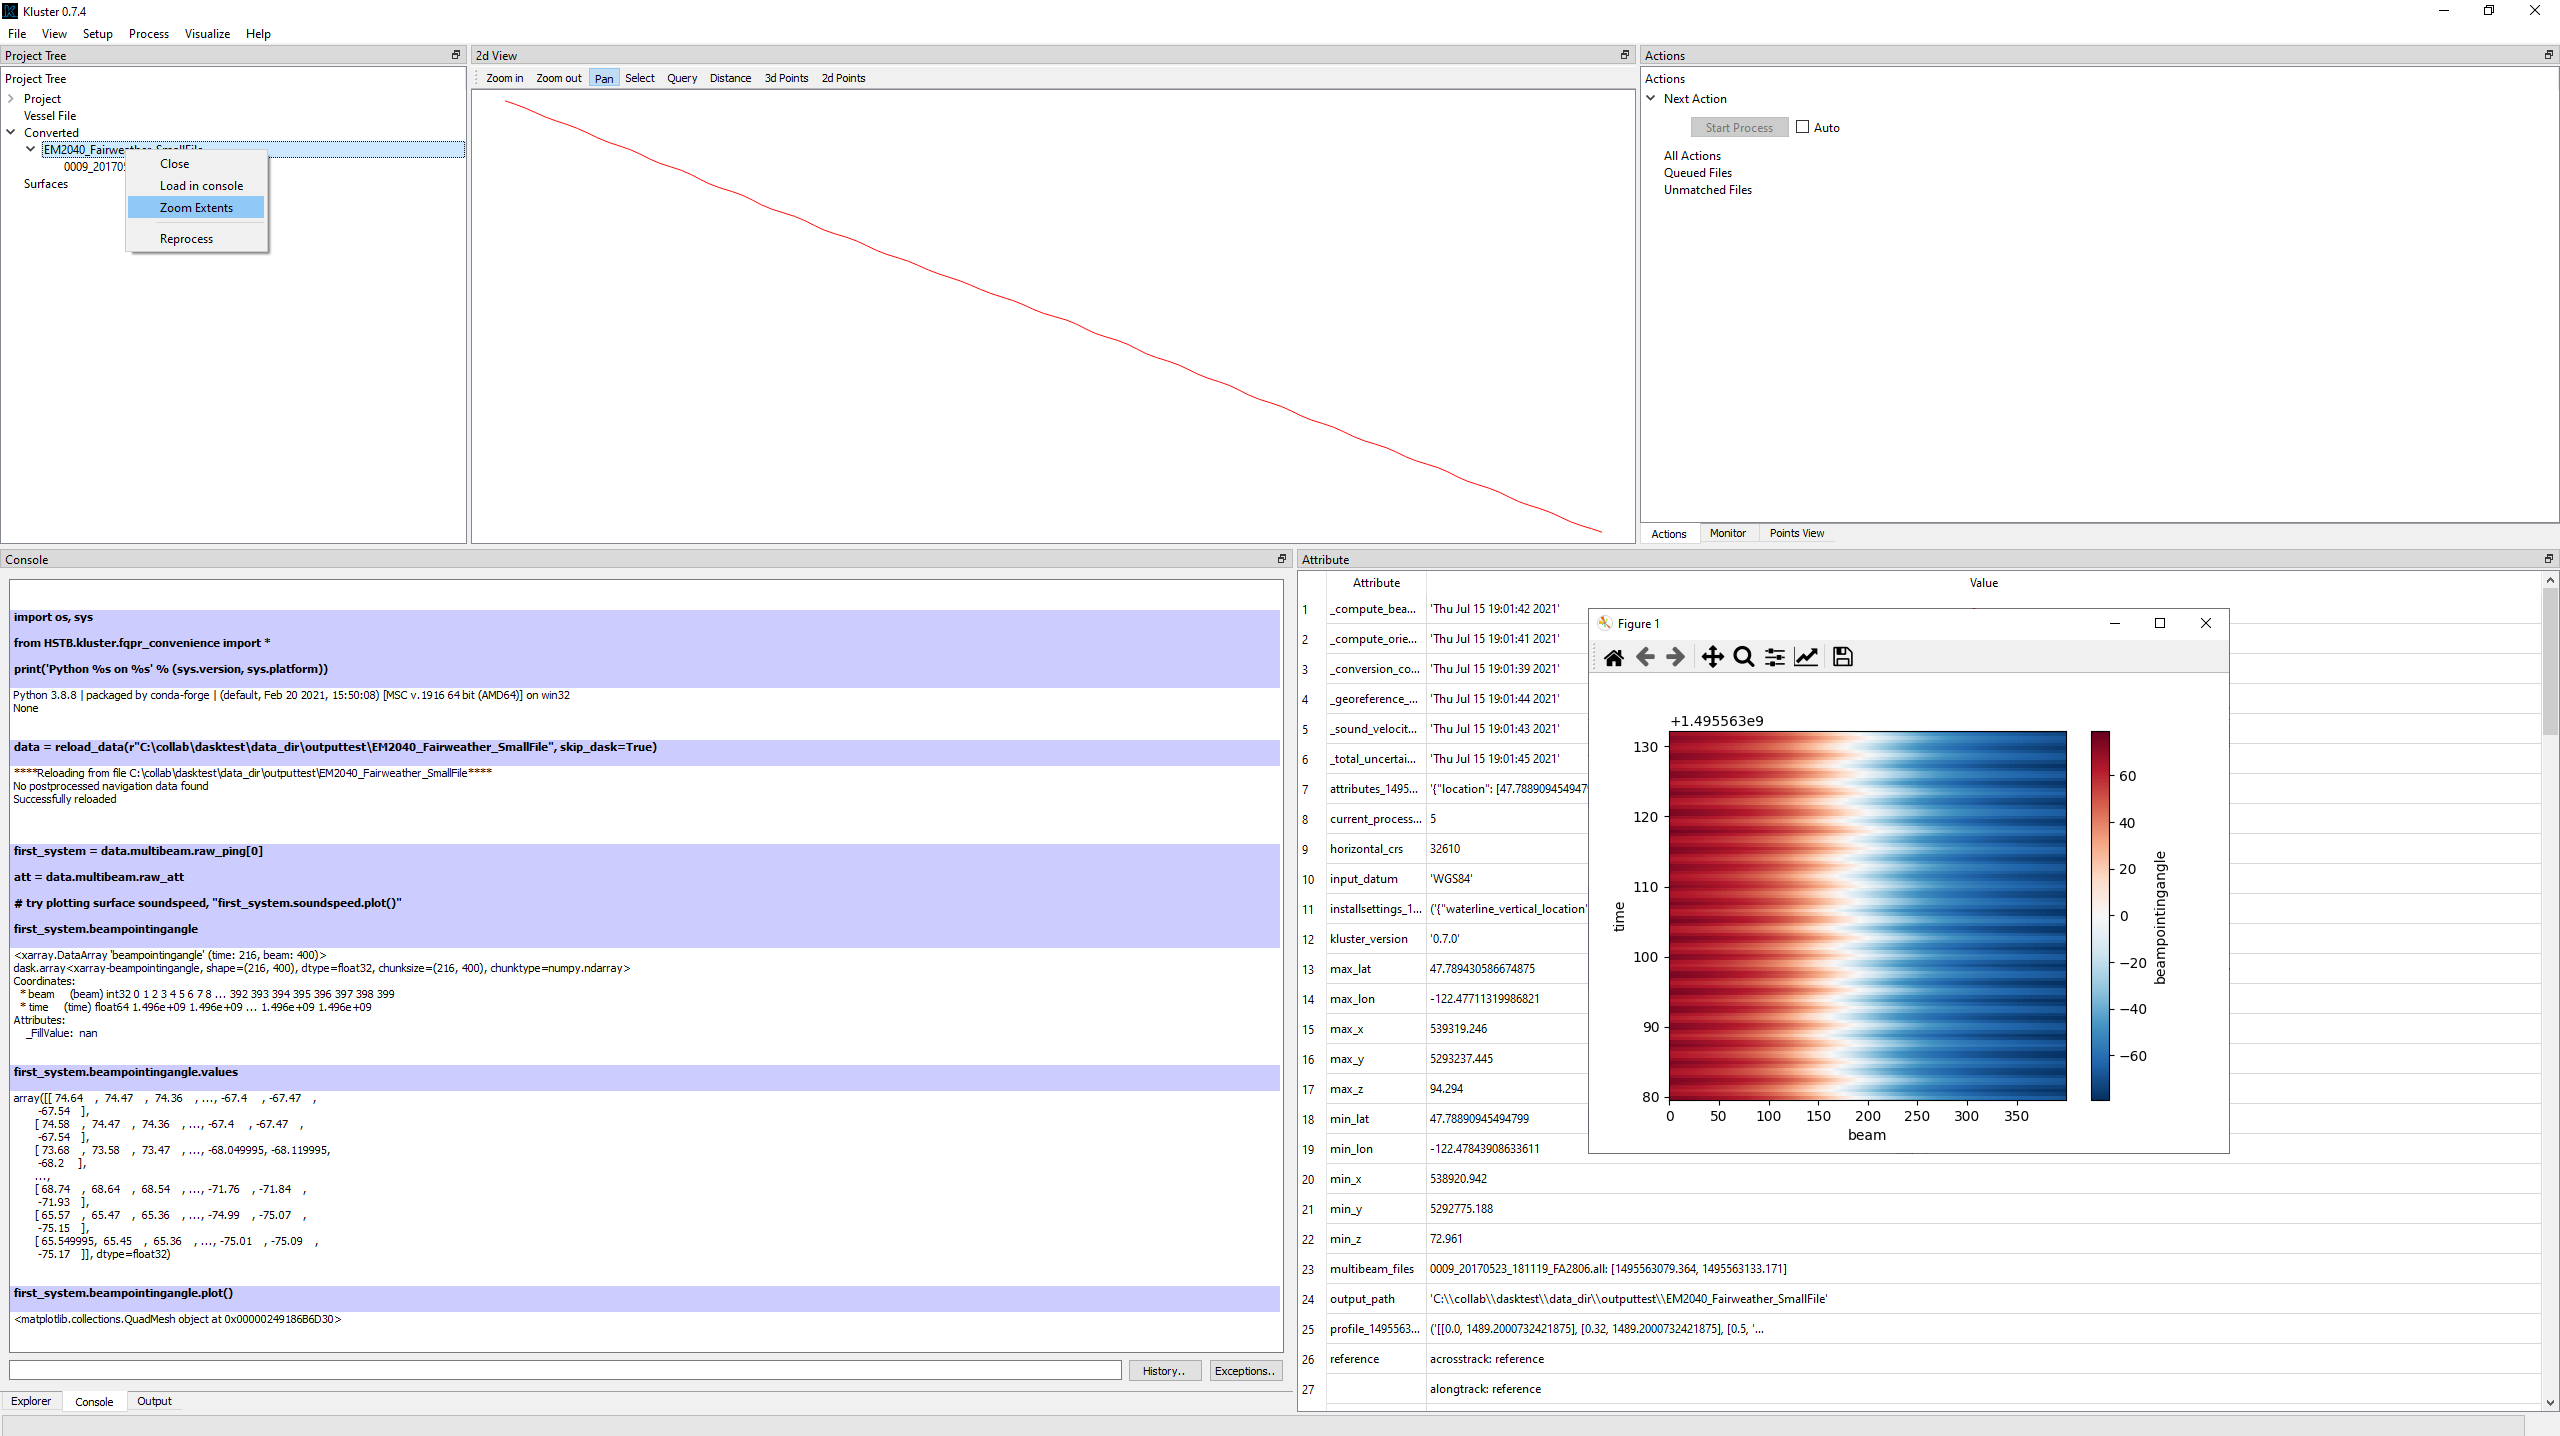 Kluster 0.7.4
File View Setup Process Visualize Help
Project Tree
Project Tree
Project
Vessel File
Converted
EM2040_Fairweather_SmallFile
0009_20170
Surfaces
Close
Load in console
Zoom Extents
Reprocess
2d View
Zoom in Zoom out Pan Select Query Distance 3d Points 2d Points
Actions
Actions
Next Action
Start Process Auto
All Actions
Queued Files
Unmatched Files
Actions Monitor Points View
Console
import os, sys
from HSTB.kluster.fqpr_convenience import *
print('Python %s on %s' % (sys.version, sys.platform))
Python 3.8.8 | packaged by conda-forge | (default, Feb 20 2021, 15:50:08) [MSC v.1916 64 bit (AMD64)] on win32
None
data = reload_data(r"C:\collab\dasktest\data_dir\outputtest\EM2040_Fairweather_SmallFile", skip_dask=True)
****Reloading from file C:\collab\dasktest\data_dir\outputtest\EM2040_Fairweather_SmallFile****
No postprocessed navigation data found
Successfully reloaded
first_system = data.multibeam.raw_ping[0]
att = data.multibeam.raw_att
# try plotting surface soundspeed, "first_system.soundspeed.plot()"
first_system.beampointingangle
<xarray.DataArray 'beampointingangle' (time: 216, beam: 400)>
dask.array<xarray-beampointingangle, shape=(216, 400), dtype=float32, chunksize=(216, 400), chunktype=numpy.ndarray>
Coordinates:
* beam (beam) int32 0 1 2 3 4 5 6 7 8 ... 392 393 394 395 396 397 398 399
* time (time) float64 1.496e+09 1.496e+09 ... 1.496e+09 1.496e+09
Attributes:
_FillValue: nan
first_system.beampointingangle.values
array([[ 74.64 , 74.47 , 74.36 , ..., -67.4 , -67.47 ,
-67.54 ],
[ 74.58 , 74.47 , 74.36 , ..., -67.4 , -67.47 ,
-67.54 ],
[ 73.68 , 73.58 , 73.47 , ..., -68.049995, -68.119995,
-68.2 ],
...,
[ 68.74 , 68.64 , 68.54 , ..., -71.76 , -71.84 ,
-71.93 ],
[ 65.57 , 65.47 , 65.36 , ..., -74.99 , -75.07 ,
-75.15 ],
[ 65.549995, 65.45 , 65.36 , ..., -75.01 , -75.09 ,
-75.17 ]], dtype=float32)
first_system.beampointingangle.plot()
<matplotlib.collections.QuadMesh object at 0x00000249186B6D30>
History.. Exceptions..
Explorer Console Output
Attribute
Attribute Value
1 _compute_bea... 'Thu Jul 15 19:01:42 2021'
2 _compute_orie... 'Thu Jul 15 19:01:41 2021'
3 _conversion_co... 'Thu Jul 15 19:01:39 2021'
4 _georeference_... 'Thu Jul 15 19:01:44 2021'
5 _sound_velocit... 'Thu Jul 15 19:01:43 2021'
6 _total_uncertai... 'Thu Jul 15 19:01:45 2021'
7 attributes_1495... '{"location": [47.78890945494
8 current_process... 5
9 horizontal_crs 32610
10 input_datum 'WGS84'
11 installsettings_1... ('{"waterline_vertical_location"
12 kluster_version '0.7.0'
13 max_lat 47.789430586674875
14 max_lon -122.47711319986821
15 max_x 539319.246
16 max_y 5293237.445
17 max_z 94.294
18 min_lat 47.78890945494799
19 min_lon -122.47843908633611
20 min_x 538920.942
21 min_y 5292775.188
22 min_z 72.961
23 multibeam_files 0009_20170523_181119_FA2806.all: [1495563079.364, 1495563133.171]
24 output_path 'C:\\collab\\dasktest\\data_dir\\outputtest\\EM2040_Fairweather_SmallFile'
25 profile_1495563... ('[[0.0, 1489.2000732421875], [0.32, 1489.2000732421875], [0.5, '...
26 reference acrosstrack: reference
27 alongtrack: reference
Figure 1
+1.495563e9
130
120
110
100
90
80
time
0 50 100 150 200 250 300 350
beam
60
40
20
0
−20
−40
−60
beampointingangle